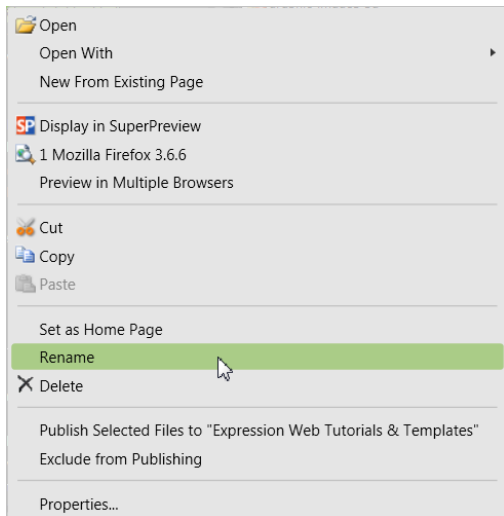 Open
Open With
New From Existing Page
SP Display in SuperPreview
1 Mozilla Firefox 3.6.6
Preview in Multiple Browsers
Cut
Copy
Paste
Set as Home Page
Rename
Delete
Publish Selected Files to "Expression Web Tutorials & Templates"
Exclude from Publishing
Properties...